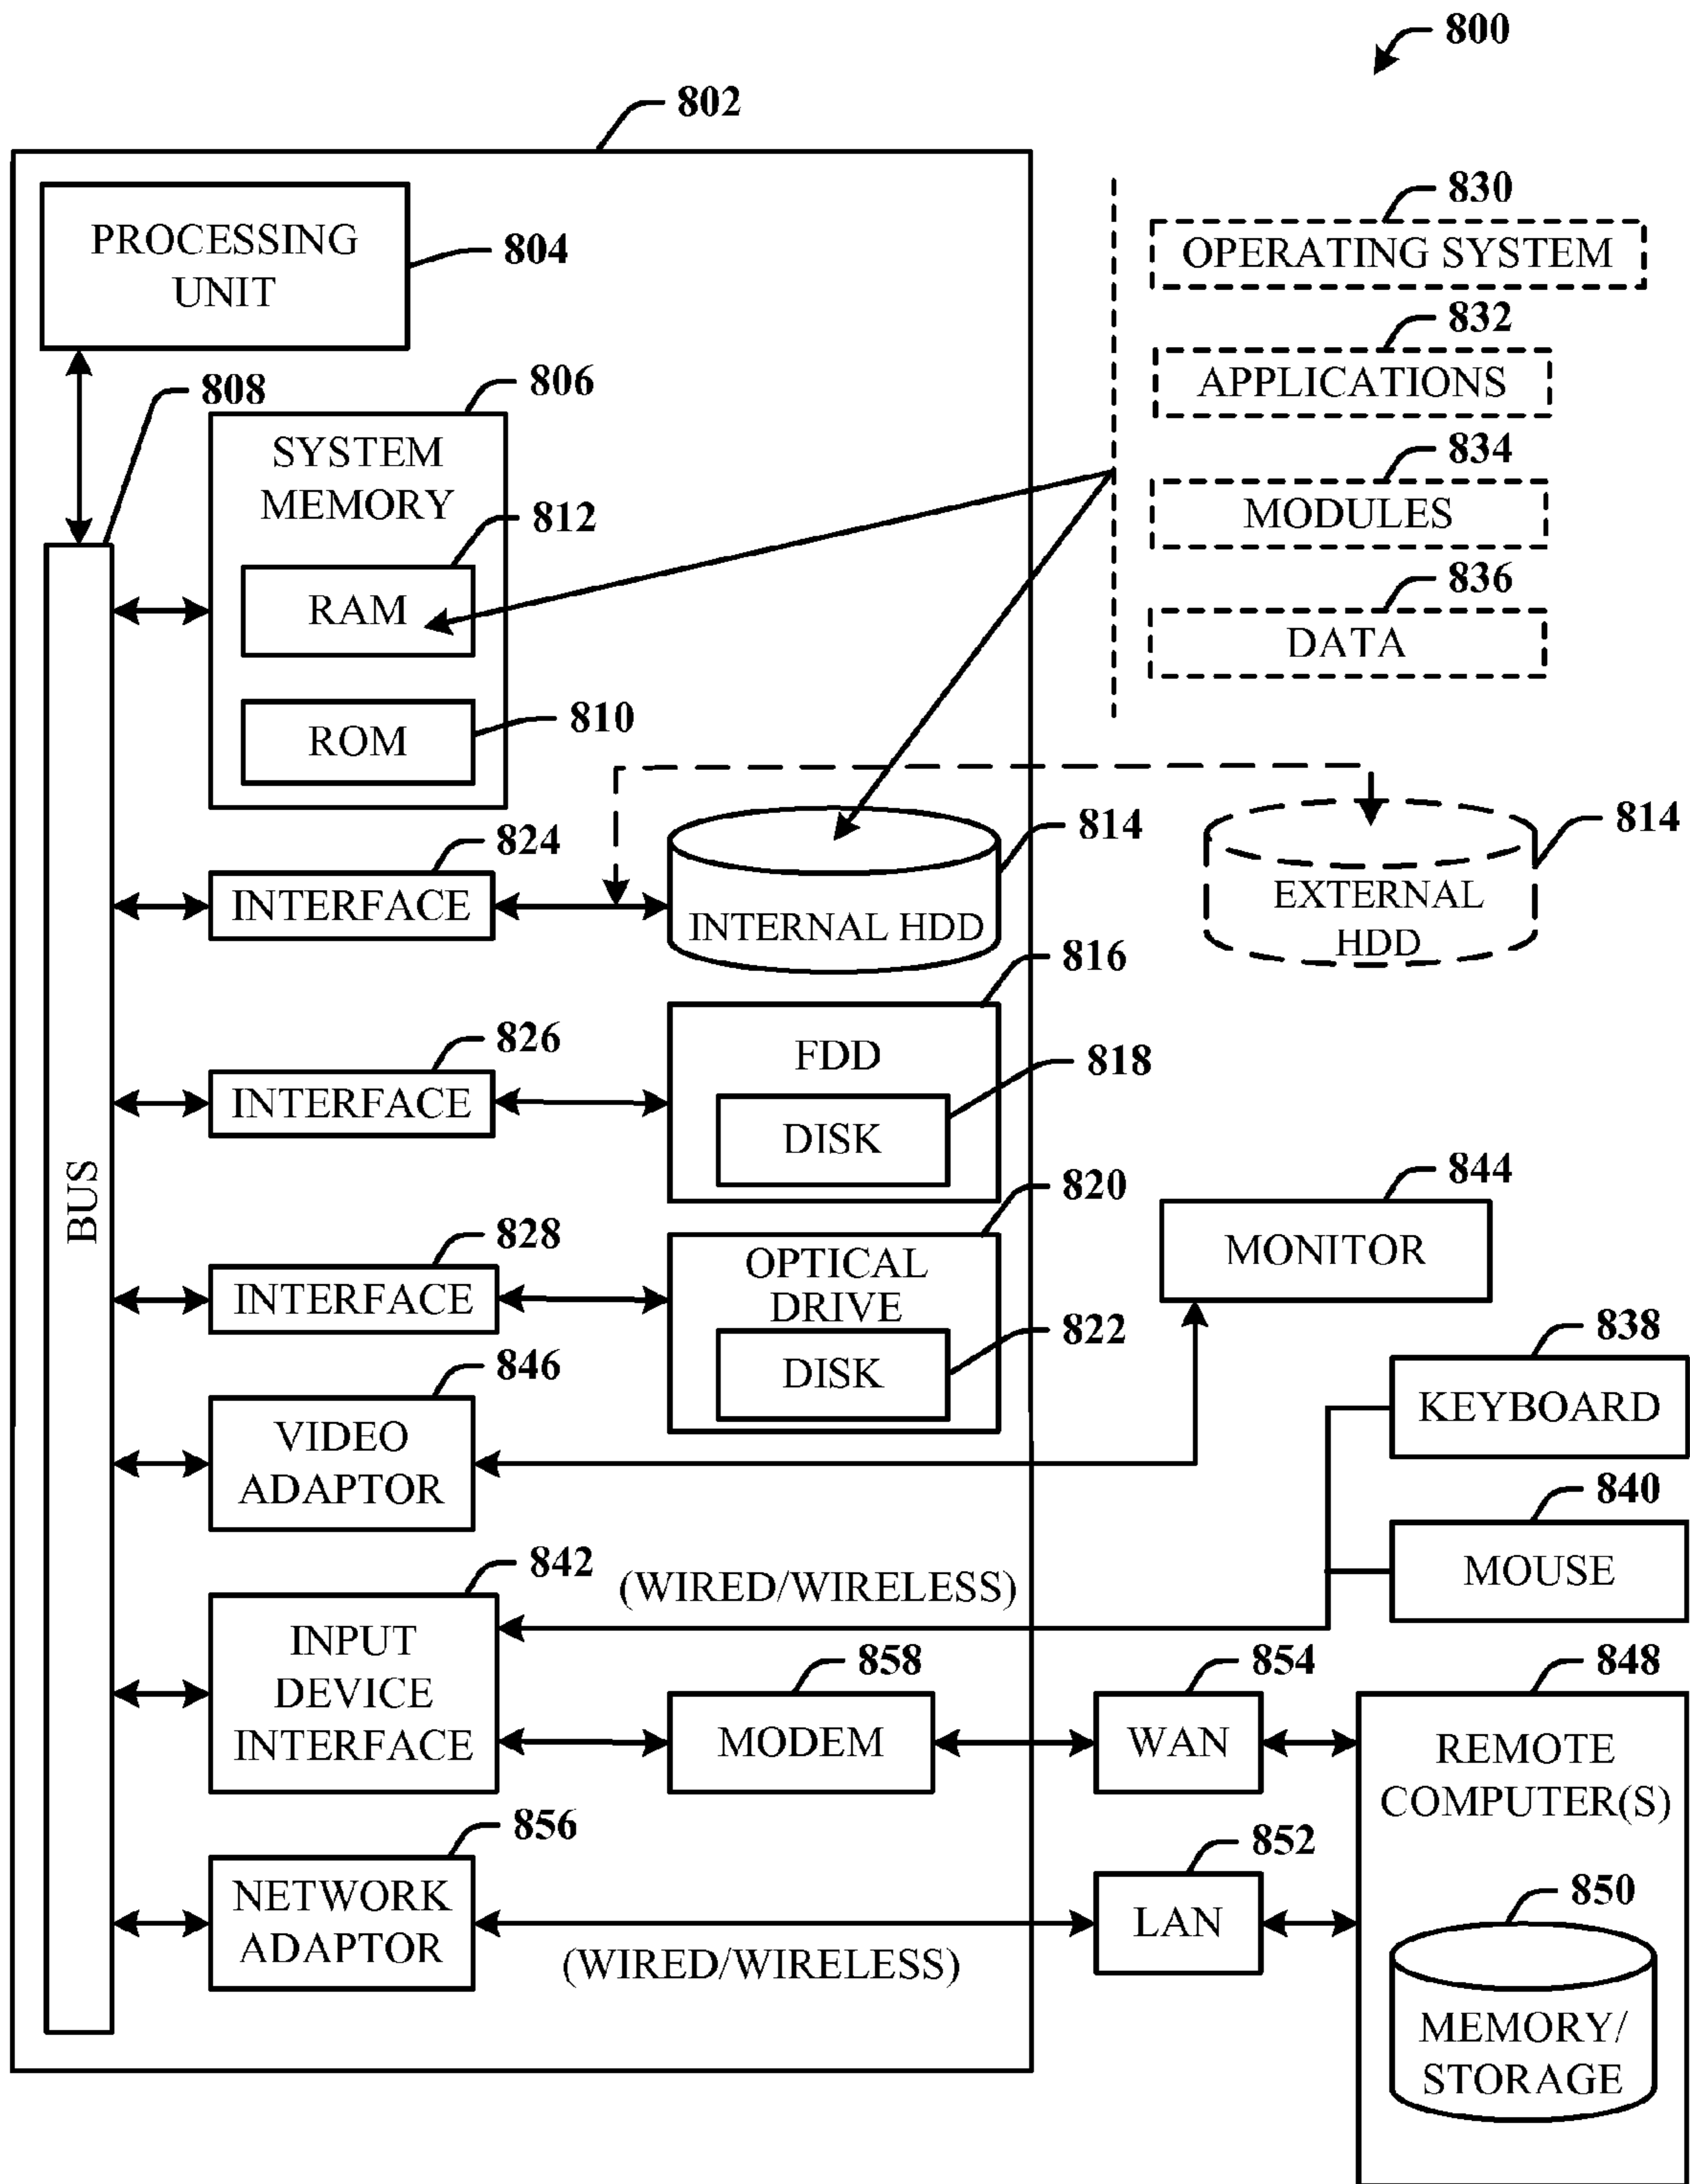 800
802
PROCESSING
UNIT
804
830
OPERATING SYSTEM
832
APPLICATIONS
834
MODULES
836
DATA
808
806
SYSTEM
MEMORY
812
RAM
810
ROM
824
INTERFACE
814
INTERNAL HDD
814
EXTERNAL
HDD
816
826
INTERFACE
FDD
818
DISK
BUS
820
828
INTERFACE
OPTICAL
DRIVE
822
DISK
844
MONITOR
846
VIDEO
ADAPTOR
838
KEYBOARD
840
MOUSE
842
(WIRED/WIRELESS)
INPUT
DEVICE
INTERFACE
858
MODEM
854
WAN
848
REMOTE
COMPUTER(S)
856
NETWORK
ADAPTOR
(WIRED/WIRELESS)
852
LAN
850
MEMORY/
STORAGE